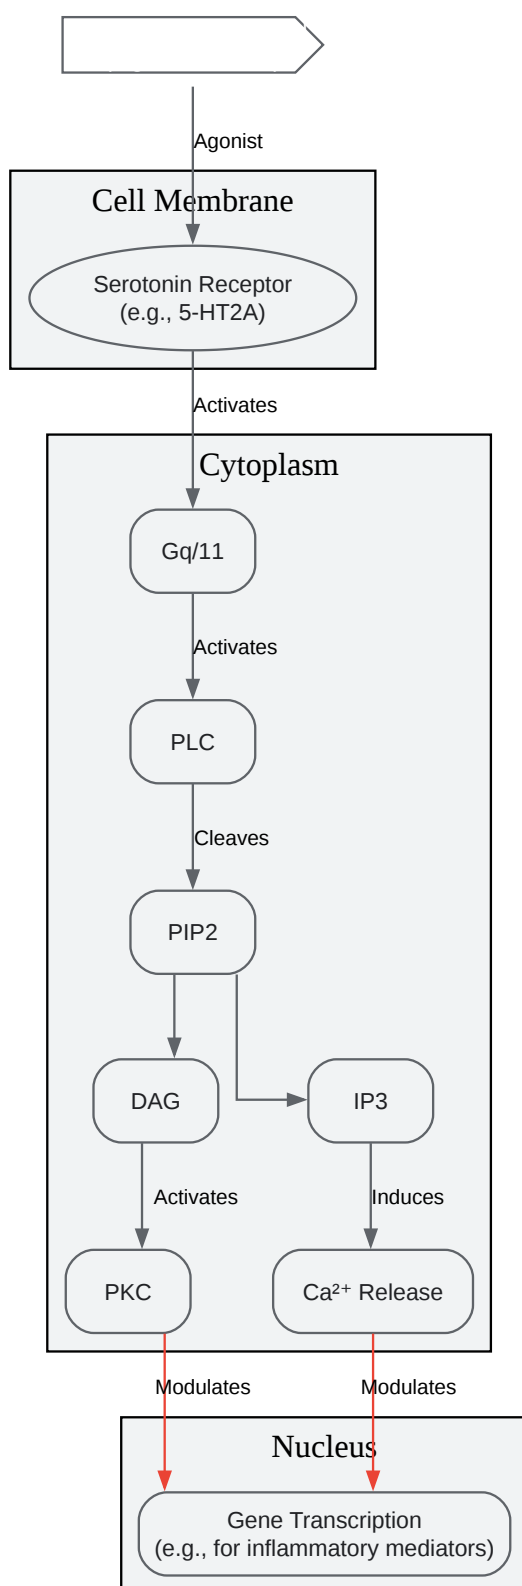 Agonist
Cell Membrane
Serotonin Receptor
(e.g., 5-HT2A)
Activates
Cytoplasm
Gq/11
Activates
PLC
Cleaves
PIP2
DAG
IP3
Activates
Induces
PKC
Ca²⁺ Release
Modulates
Modulates
Nucleus
Gene Transcription
(e.g., for inflammatory mediators)